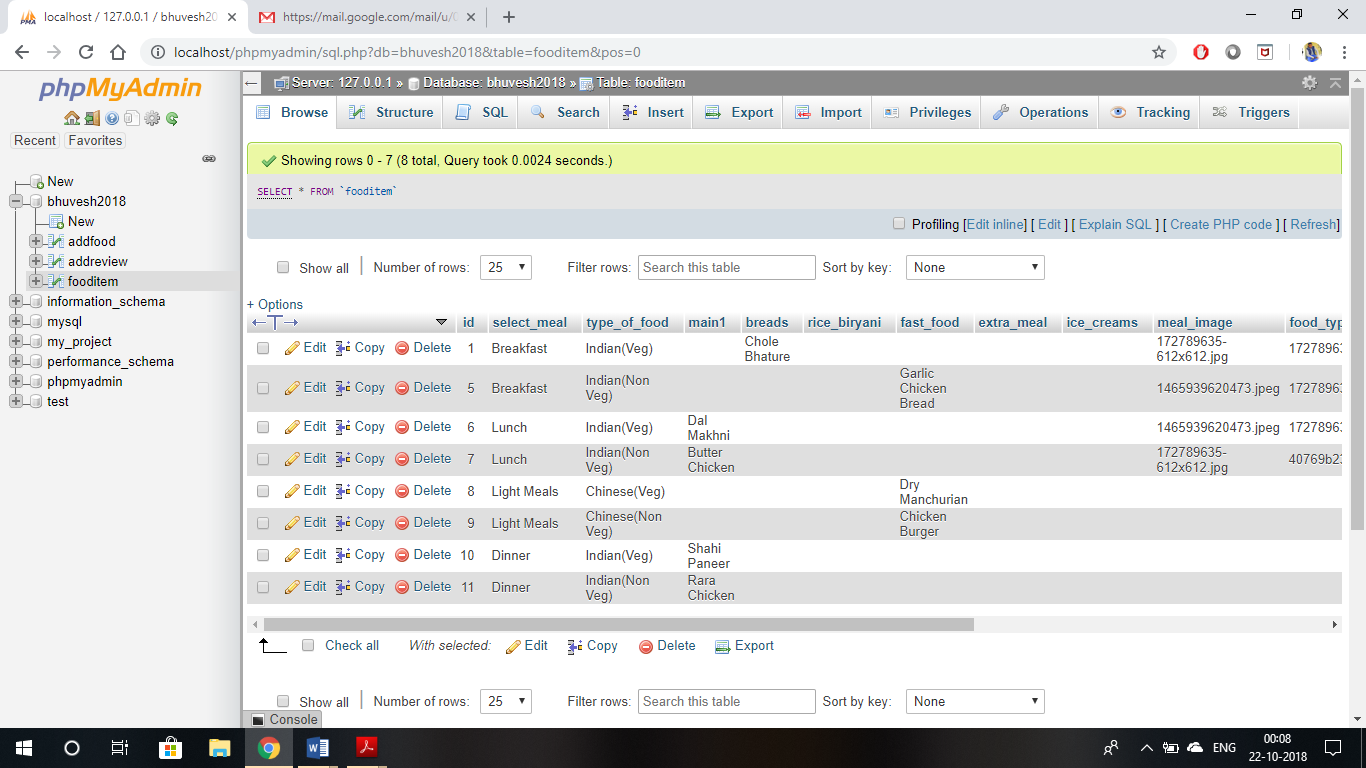 localhost / 127.0.0.1 / bhuvesh20
https://mail.google.com/mail/u/0
localhost/phpmyadmin/sql.php?db=bhuvesh2018&table=fooditem&pos=0
phpMyAdmin
Recent Favorites
New
bhuvesh2018
New
addfood
addreview
fooditem
information_schema
mysql
my_project
performance_schema
phpmyadmin
test
Server: 127.0.0.1 » Database: bhuvesh2018 » Table: fooditem
Browse Structure SQL Search Insert Export Import Privileges Operations Tracking Triggers
Showing rows 0 - 7 (8 total, Query took 0.0024 seconds.)
SELECT * FROM `fooditem`
Profiling [Edit inline] [ Edit ] [ Explain SQL ] [ Create PHP code ] [ Refresh]
Show all Number of rows: 25 Filter rows: Search this table Sort by key: None
+ Options
id select_meal type_of_food main1 breads rice_biryani fast_food extra_meal ice_creams meal_image food_typ
Edit Copy Delete 1 Breakfast Indian(Veg) Chole Bhature 172789635-612x612.jpg 1727896
Edit Copy Delete 5 Breakfast Indian(Non Veg) Garlic Chicken Bread 1465939620473.jpeg 1727896
Edit Copy Delete 6 Lunch Indian(Veg) Dal Makhni 1465939620473.jpeg 1727896
Edit Copy Delete 7 Lunch Indian(Non Veg) Butter Chicken 172789635-612x612.jpg 40769b2
Edit Copy Delete 8 Light Meals Chinese(Veg) Dry Manchurian
Edit Copy Delete 9 Light Meals Chinese(Non Veg) Chicken Burger
Edit Copy Delete 10 Dinner Indian(Veg) Shahi Paneer
Edit Copy Delete 11 Dinner Indian(Non Veg) Rara Chicken
Check all With selected: Edit Copy Delete Export
Show all Number of rows: 25 Filter rows: Search this table Sort by key: None
Console
ENG
00:08
22-10-2018